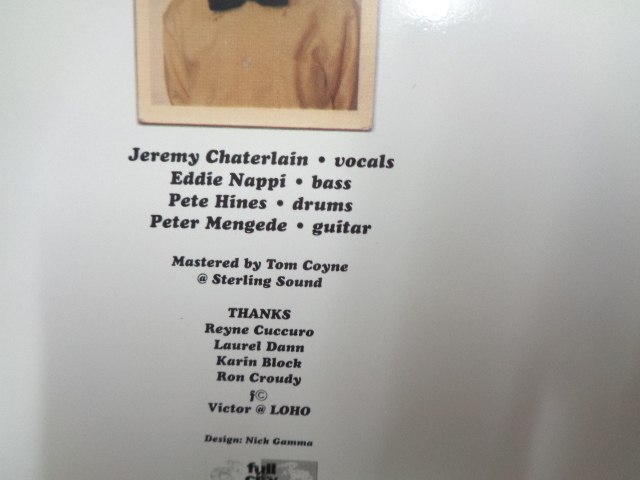 Jeremy Chaterlain • vocals
Eddie Nappi • bass
Pete Hines • drums
Peter Mengede • guitar
Mastered by Tom Coyne
@ Sterling Sound
THANKS
Reyne Cuccuro
Laurel Dann
Karin Block
Ron Croudy
Victor @ LOHO
Design: Nick Gamma
full